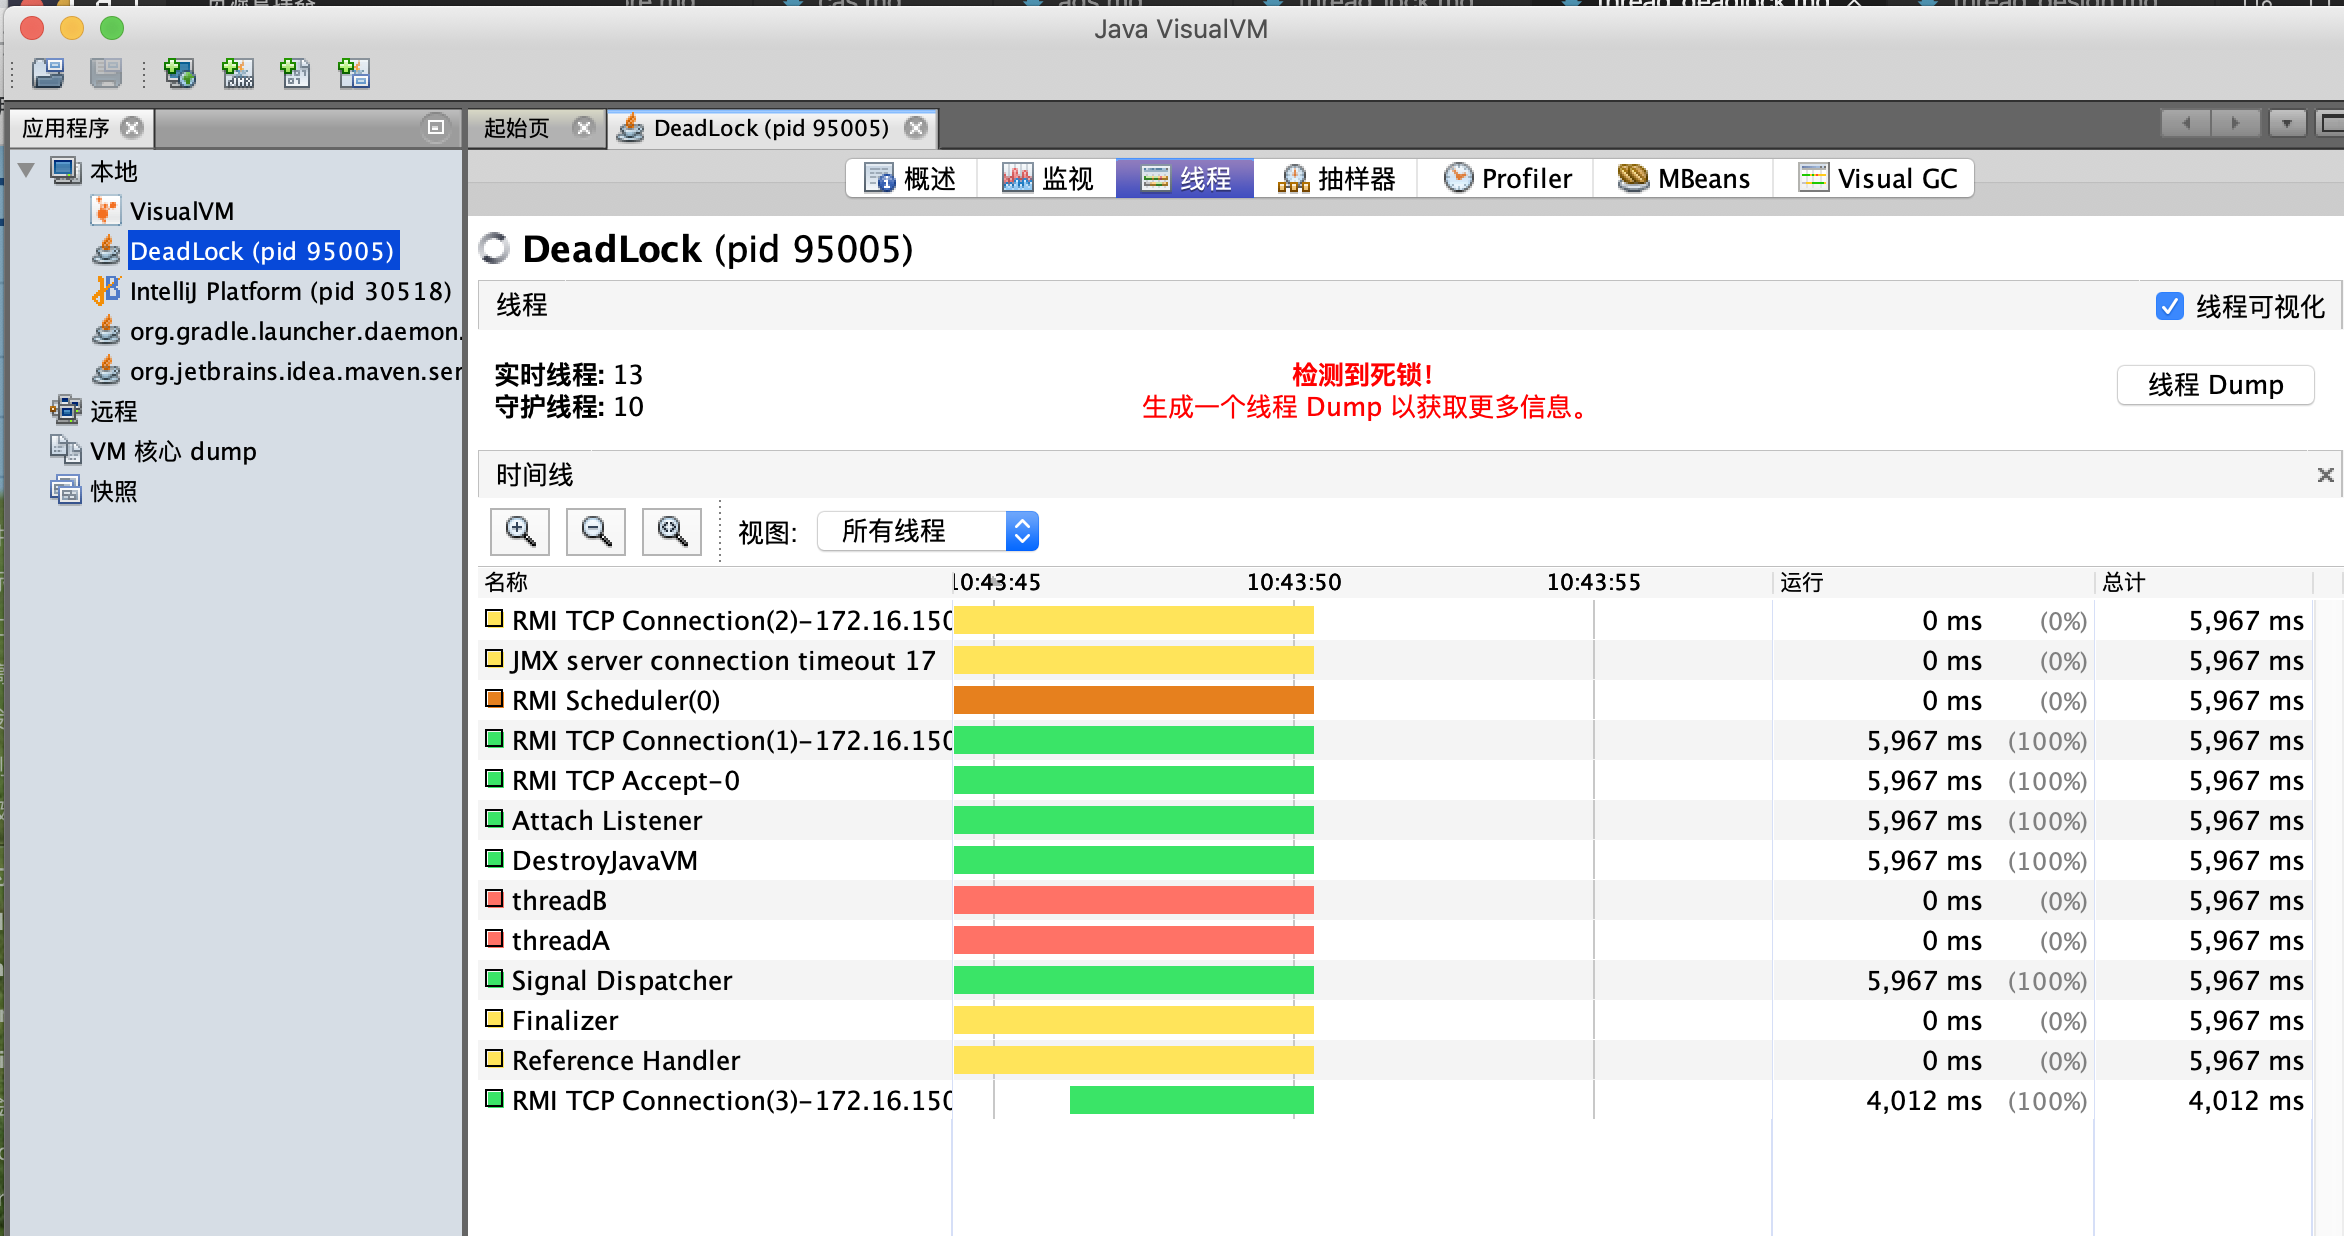 Java VisualVM
应用程序
起始页
DeadLock (pid 95005)
本地
VisualVM
DeadLock (pid 95005)
IntelliJ Platform (pid 30518)
org.gradle.launcher.daemon.
org.jetbrains.idea.maven.ser
远程
VM 核心 dump
快照
概述
监视
线程
抽样器
Profiler
MBeans
Visual GC
DeadLock (pid 95005)
线程
线程可视化
实时线程: 13
守护线程: 10
检测到死锁!
生成一个线程 Dump 以获取更多信息。
线程 Dump
时间线
视图:
所有线程
名称 10:43:45 10:43:50 10:43:55 运行 总计
RMI TCP Connection(2)-172.16.150 0 ms (0%) 5,967 ms
JMX server connection timeout 17 0 ms (0%) 5,967 ms
RMI Scheduler(0) 0 ms (0%) 5,967 ms
RMI TCP Connection(1)-172.16.150 5,967 ms (100%) 5,967 ms
RMI TCP Accept-0 5,967 ms (100%) 5,967 ms
Attach Listener 5,967 ms (100%) 5,967 ms
DestroyJavaVM 5,967 ms (100%) 5,967 ms
threadB 0 ms (0%) 5,967 ms
threadA 0 ms (0%) 5,967 ms
Signal Dispatcher 5,967 ms (100%) 5,967 ms
Finalizer 0 ms (0%) 5,967 ms
Reference Handler 0 ms (0%) 5,967 ms
RMI TCP Connection(3)-172.16.150 4,012 ms (100%) 4,012 ms